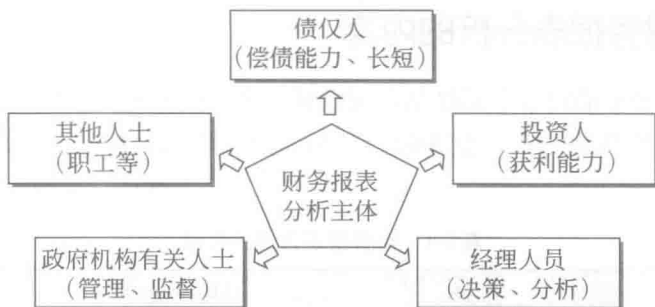 债仅人
(偿债能力、长短)
其他人士
(职工等)
投资人
(获利能力)
财务报表
分析主体
政府机构有关人士
(管理、监督)
经理人员
(决策、分析)